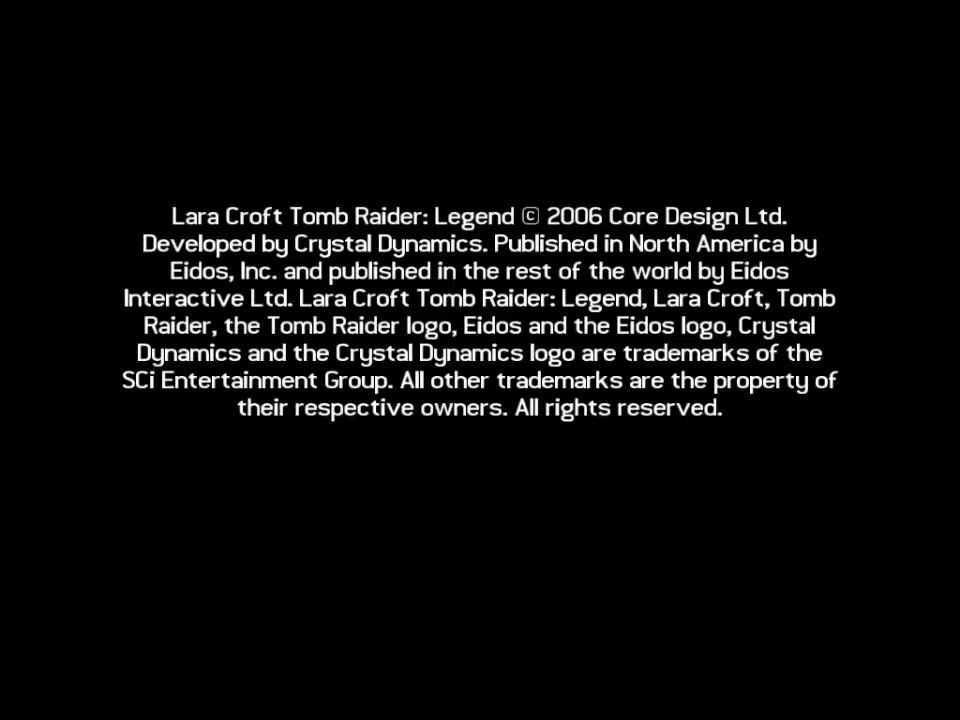 Lara Croft Tomb Raider: Legend © 2006 Core Design Ltd.
Developed by Crystal Dynamics. Published in North America by
Eidos, Inc. and published in the rest of the world by Eidos
Interactive Ltd. Lara Croft Tomb Raider: Legend, Lara Croft, Tomb
Raider, the Tomb Raider logo, Eidos and the Eidos logo, Crystal
Dynamics and the Crystal Dynamics logo are trademarks of the
SCi Entertainment Group. All other trademarks are the property of
their respective owners. All rights reserved.